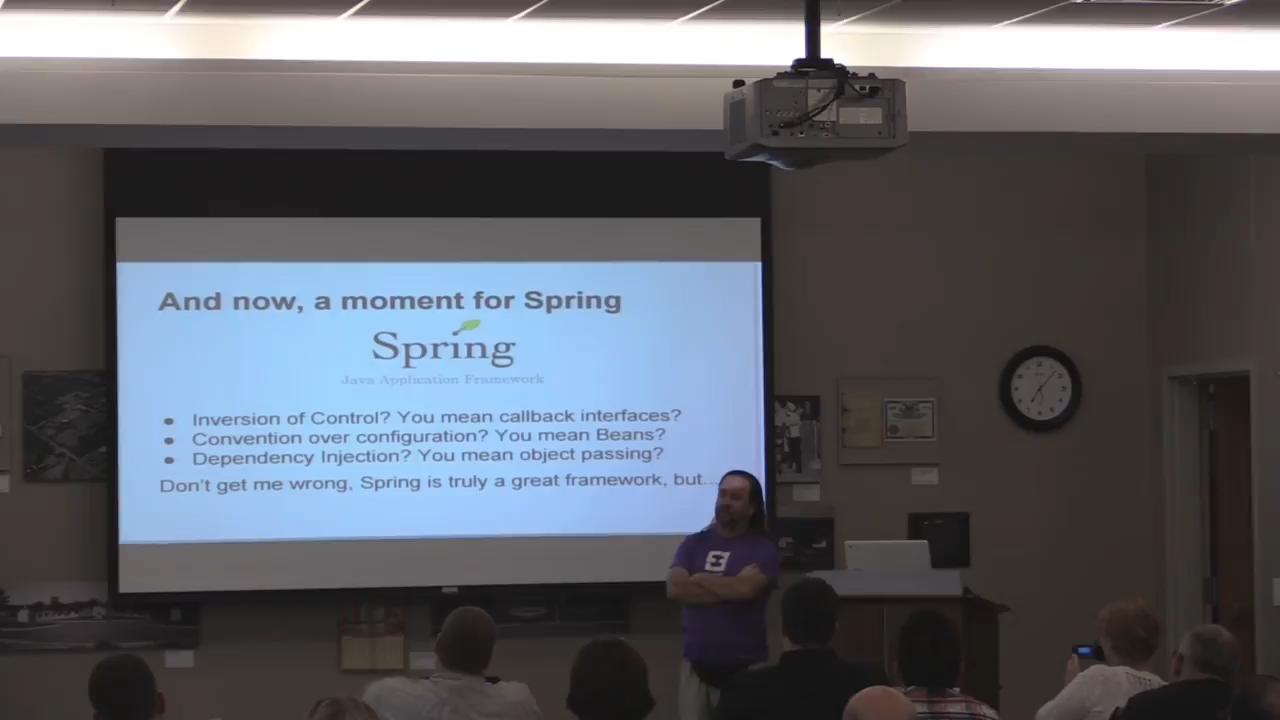 And now, a moment for Spring
Spring
Java Application Framework
● Inversion of Control? You mean callback interfaces?
● Convention over configuration? You mean Beans?
● Dependency Injection? You mean object passing?
Don't get me wrong, Spring is truly a great framework, but...